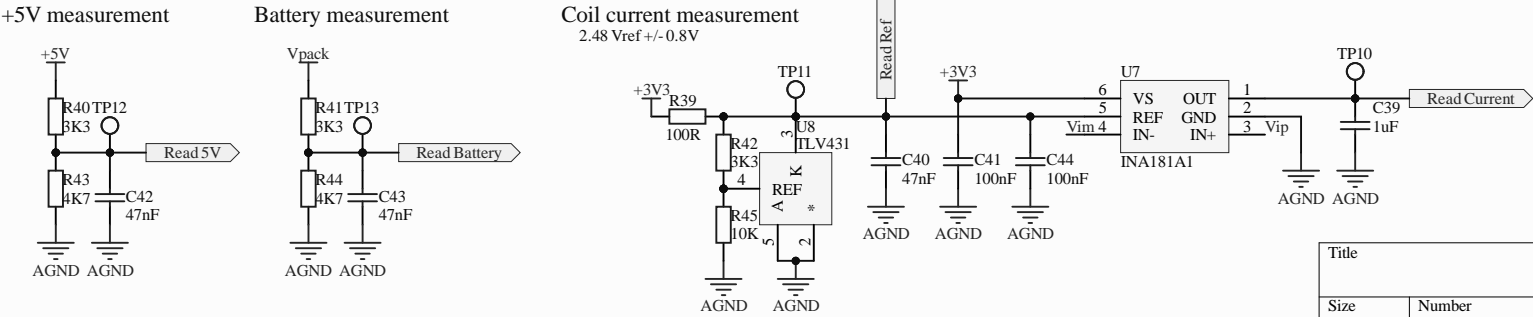 +5V measurement
Battery measurement
Coil current measurement
2.48 Vref +/- 0.8V
+5V
R40 TP12
3K3
Read 5V
R43
4K7
C42
47nF
AGND AGND
Vpack
R41 TP13
3K3
Read Battery
R44
4K7
C43
47nF
AGND AGND
+3V3
R39
100R
TP11
R42
3K3
R45
10K
U8
TLV431
3
K
4
REF
A
*
5
2
AGND
AGND
Read Ref
C40
47nF
AGND
+3V3
C41
100nF
AGND
C44
100nF
AGND
U7
6 VS OUT 1
5 REF GND 2
Vim 4 IN- IN+ 3 Vip
INA181A1
TP10
Read Current
C39
1uF
AGND AGND
Title
Size
Number